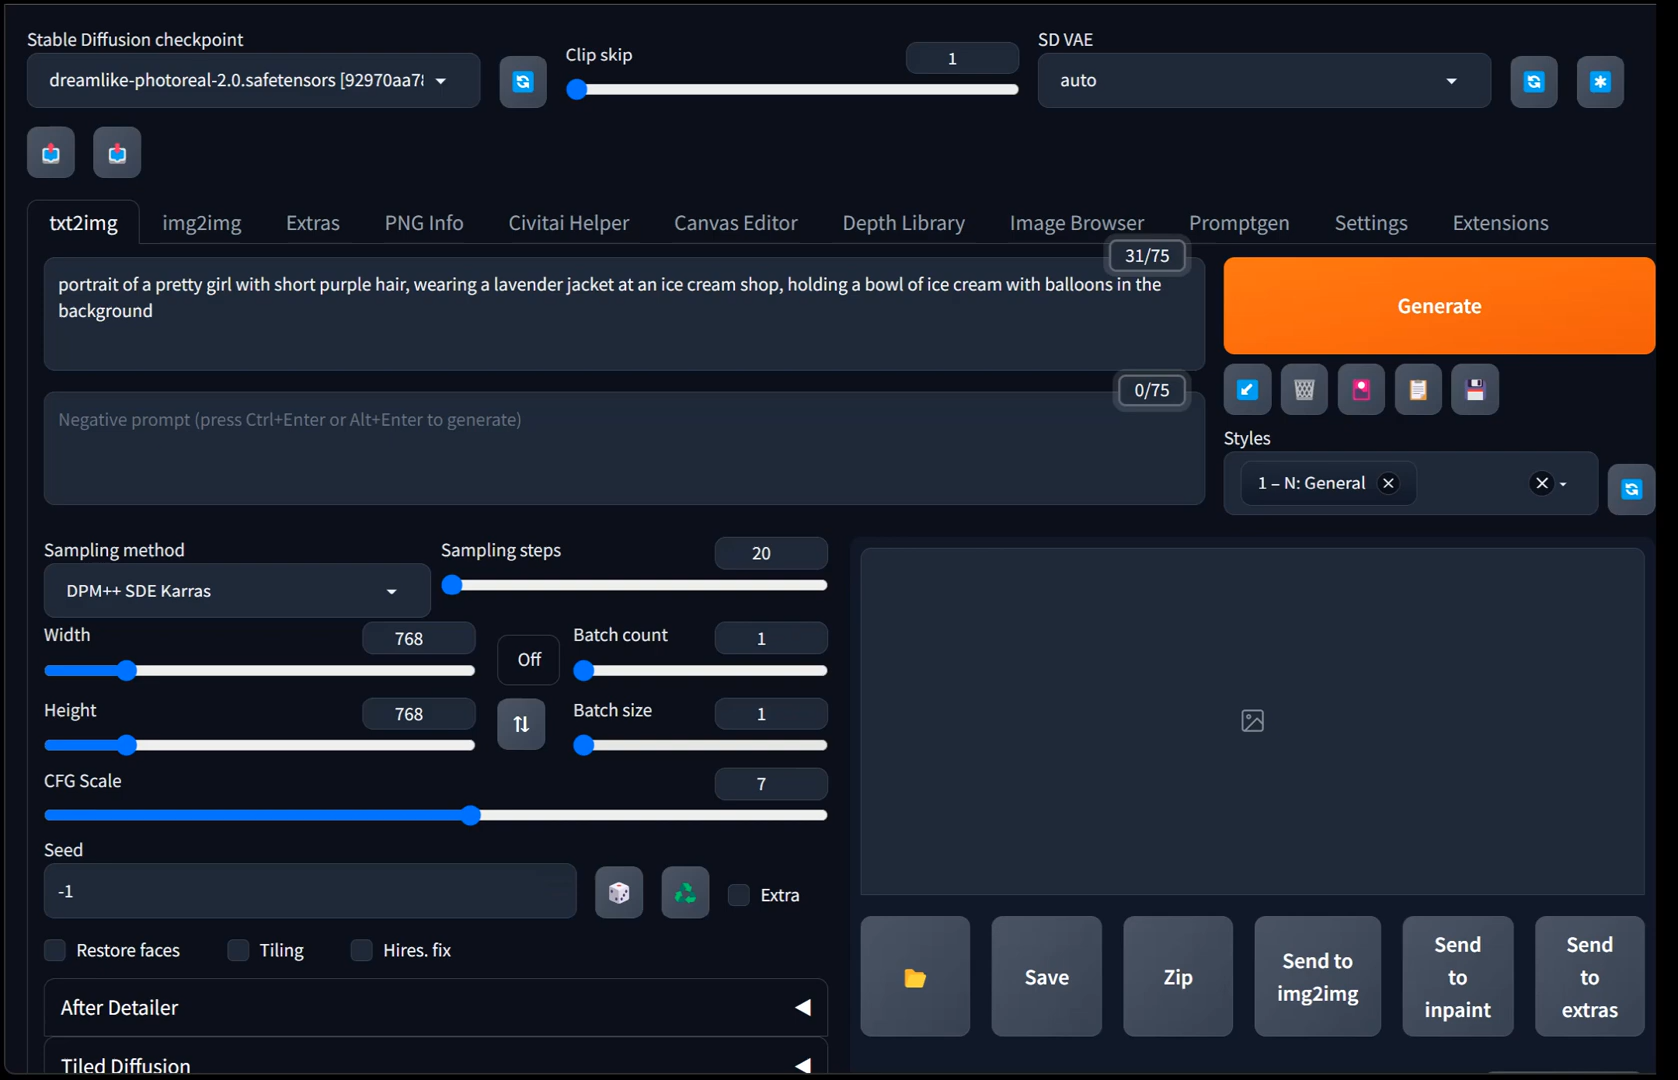 Stable Diffusion checkpoint
Clip skip
1
SD VAE
dreamlike-photoreal-2.0.safetensors [92970aa78
auto
txt2img
img2img
Extras
PNG Info
Civitai Helper
Canvas Editor
Depth Library
Image Browser
Promptgen
Settings
Extensions
31/75
portrait of a pretty girl with short purple hair, wearing a lavender jacket at an ice cream shop, holding a bowl of ice cream with balloons in the
background
Generate
0/75
Negative prompt (press Ctrl+Enter or Alt+Enter to generate)
Styles
1 – N: General
Sampling method
Sampling steps
20
DPM++ SDE Karras
Width
768
Off
Batch count
1
Height
768
Batch size
1
CFG Scale
7
Seed
-1
Extra
Restore faces
Tiling
Hires. fix
Save
Zip
Send to
img2img
Send
to
inpaint
Send
to
extras
After Detailer
Tiled Diffusion